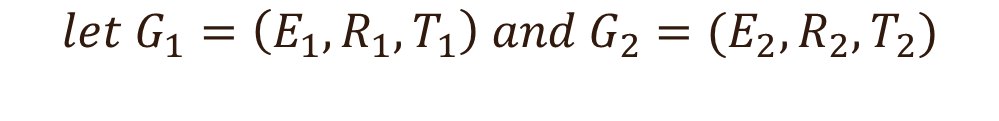 let G₁ = (E₁, R₁, T₁) and G₂ = (E₂, R₂, T₂)